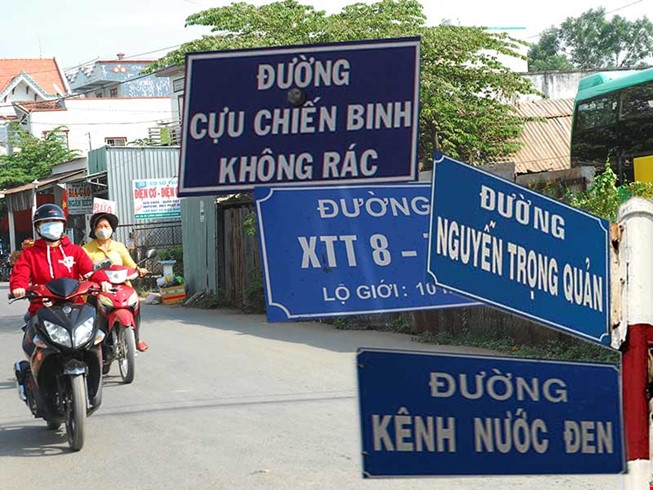 ĐƯỜNG
CỰU CHIẾN BINH
KHÔNG RÁC
ĐƯỜNG
XTT 8 -
LỘ GIỚI : 10
ĐƯỜNG
NGUYỄN TRỌNG QUẢN
ĐƯỜNG
KÊNH NƯỚC ĐEN
ĐIỆN CƠ - ĐIỆN